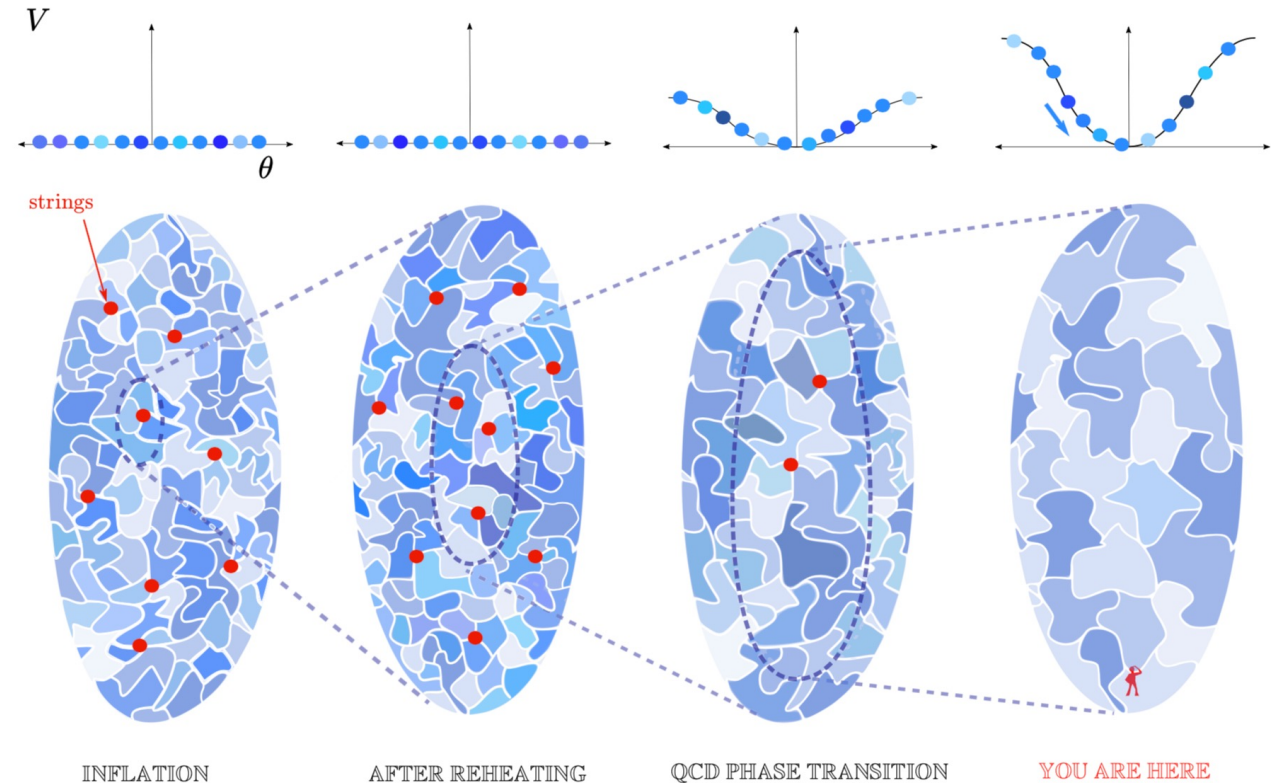 V
θ
strings
INFLATION
AFTER REHEATING
QCD PHASE TRANSITION
YOU ARE HERE